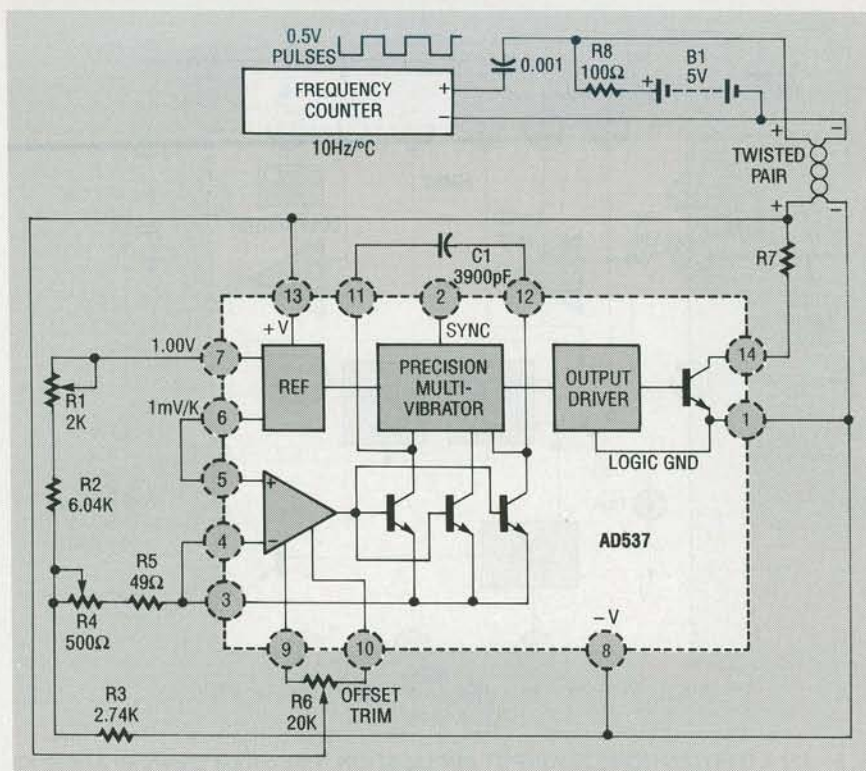 0.5V
PULSES
FREQUENCY
COUNTER
+
−
10Hz/°C
0.001
R8
100Ω
B1
5V
+
+
−
TWISTED
PAIR
+
−
R7
C1
3900pF
13
11
2
12
+V
SYNC
1.00V
7
REF
PRECISION
MULTI-
VIBRATOR
OUTPUT
DRIVER
14
R1
2K
1mV/K
6
1
LOGIC GND
R2
6.04K
5
+
4
−
AD537
R5
49Ω
3
R4
500Ω
−V
9
10
8
R6
20K
OFFSET
TRIM
R3
2.74K